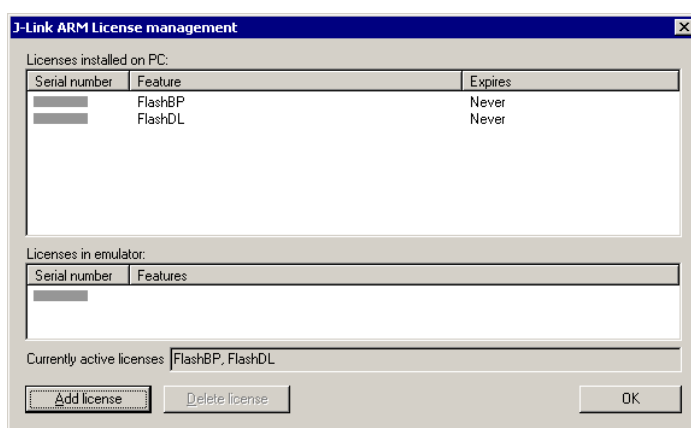 J-Link ARM License management
Licenses installed on PC:
Serial number Feature Expires
FlashBP Never
FlashDL Never
Licenses in emulator:
Serial number Features
Currently active licenses FlashBP, FlashDL
Add license Delete license OK